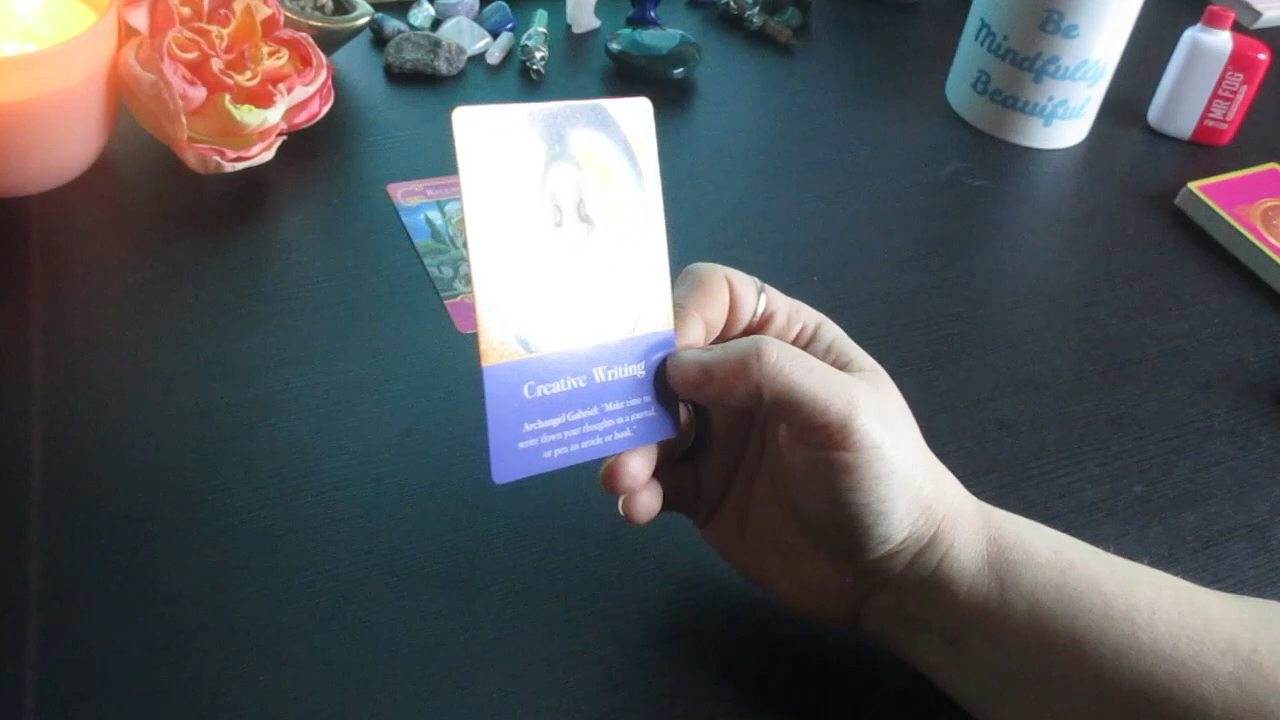 Be
Mindfully
Beauiful
MR FOG
Creative Writing
Archangel Gabriel: "Make time to
write down your thoughts in a journal,
or pen an article or book."